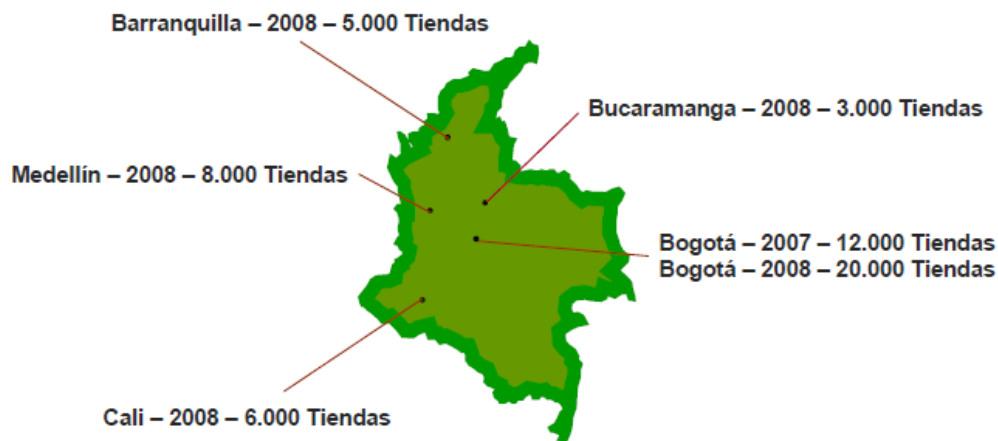 Barranquilla – 2008 – 5.000 Tiendas
Bucaramanga – 2008 – 3.000 Tiendas
Medellín – 2008 – 8.000 Tiendas
Bogotá – 2007 – 12.000 Tiendas
Bogotá – 2008 – 20.000 Tiendas
Cali – 2008 – 6.000 Tiendas